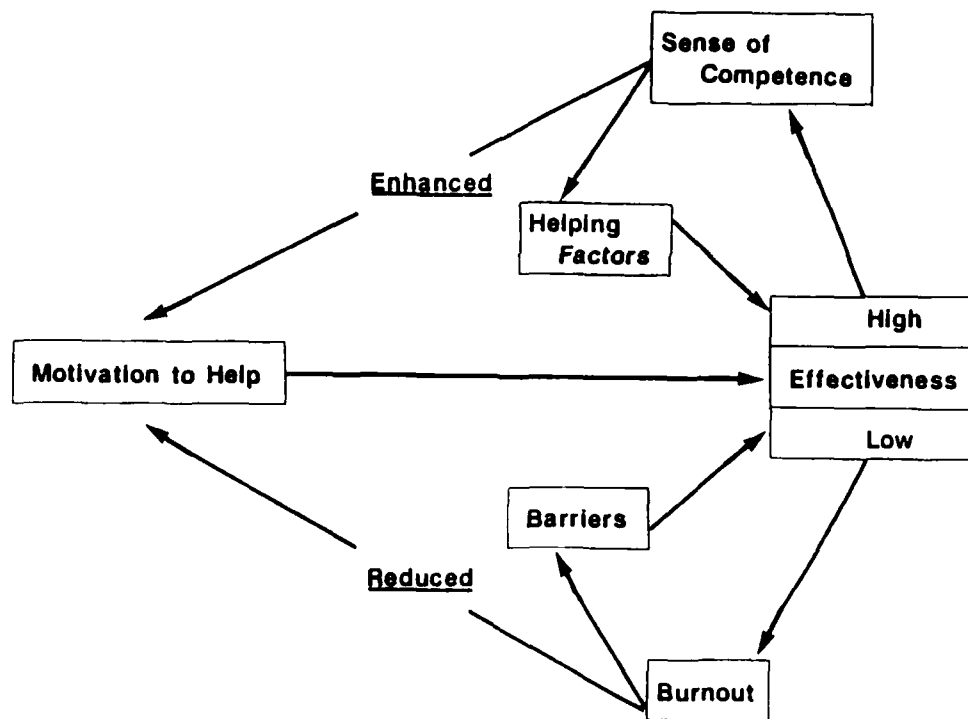 Sense of
Competence
Enhanced
Helping
Factors
High
Motivation to Help
Effectiveness
Low
Barriers
Reduced
Burnout